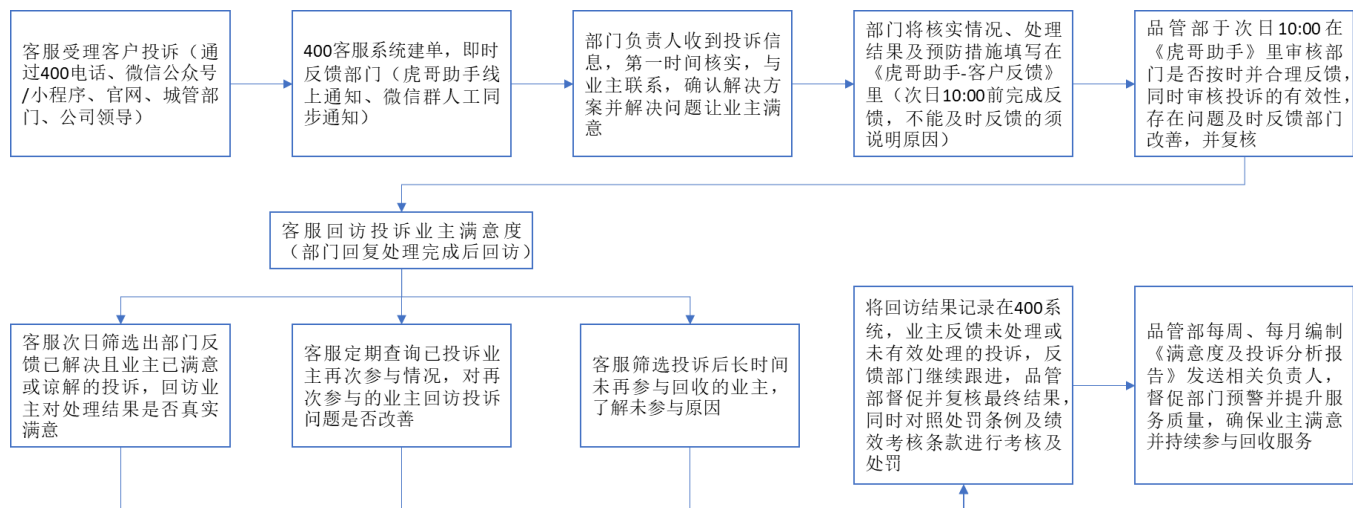 客服受理客户投诉（通
过400电话、微信公众号
/小程序、官网、城管部
门、公司领导）
400客服系统建单，即时
反馈部门（虎哥助手线
上通知、微信群人工同
步通知）
部门负责人收到投诉信
息，第一时间核实，与
业主联系，确认解决方
案并解决问题让业主满
意
部门将核实情况、处理
结果及预防措施填写在
《虎哥助手-客户反馈》
里（次日10:00前完成反
馈，不能及时反馈的须
说明原因）
品管部于次日10:00在
《虎哥助手》里审核部
门是否按时并合理反馈，
同时审核投诉的有效性，
存在问题及时反馈部门
改善，并复核
客服回访投诉业主满意度
（部门回复处理完成后回访）
客服次日筛选出部门反
馈已解决且业主已满意
或谅解的投诉，回访业
主对处理结果是否真实
满意
客服定期查询已投诉业
主再次参与情况，对再
次参与的业主回访投诉
问题是否改善
客服筛选投诉后长时间
未再参与回收的业主，
了解未参与原因
将回访结果记录在400系
统，业主反馈未处理或
未有效处理的投诉，反
馈部门继续跟进，品管
部督促并复核最终结果，
同时对照处罚条例及绩
效考核条款进行考核及
处罚
品管部每周、每月编制
《满意度及投诉分析报
告》发送相关负责人，
督促部门预警并提升服
务质量，确保业主满意
并持续参与回收服务